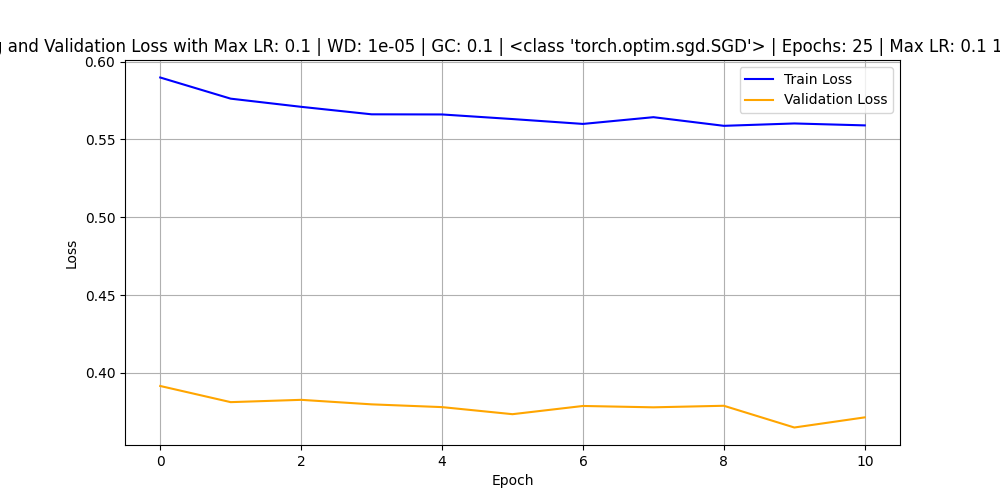 and Validation Loss with Max LR: 0.1 | WD: 1e-05 | GC: 0.1 | <class 'torch.optim.sgd.SGD'> | Epochs: 25 | Max LR: 0.1 1
Train Loss
Validation Loss
0.60
0.55
0.50
0.45
0.40
Loss
0 2 4 6 8 10
Epoch